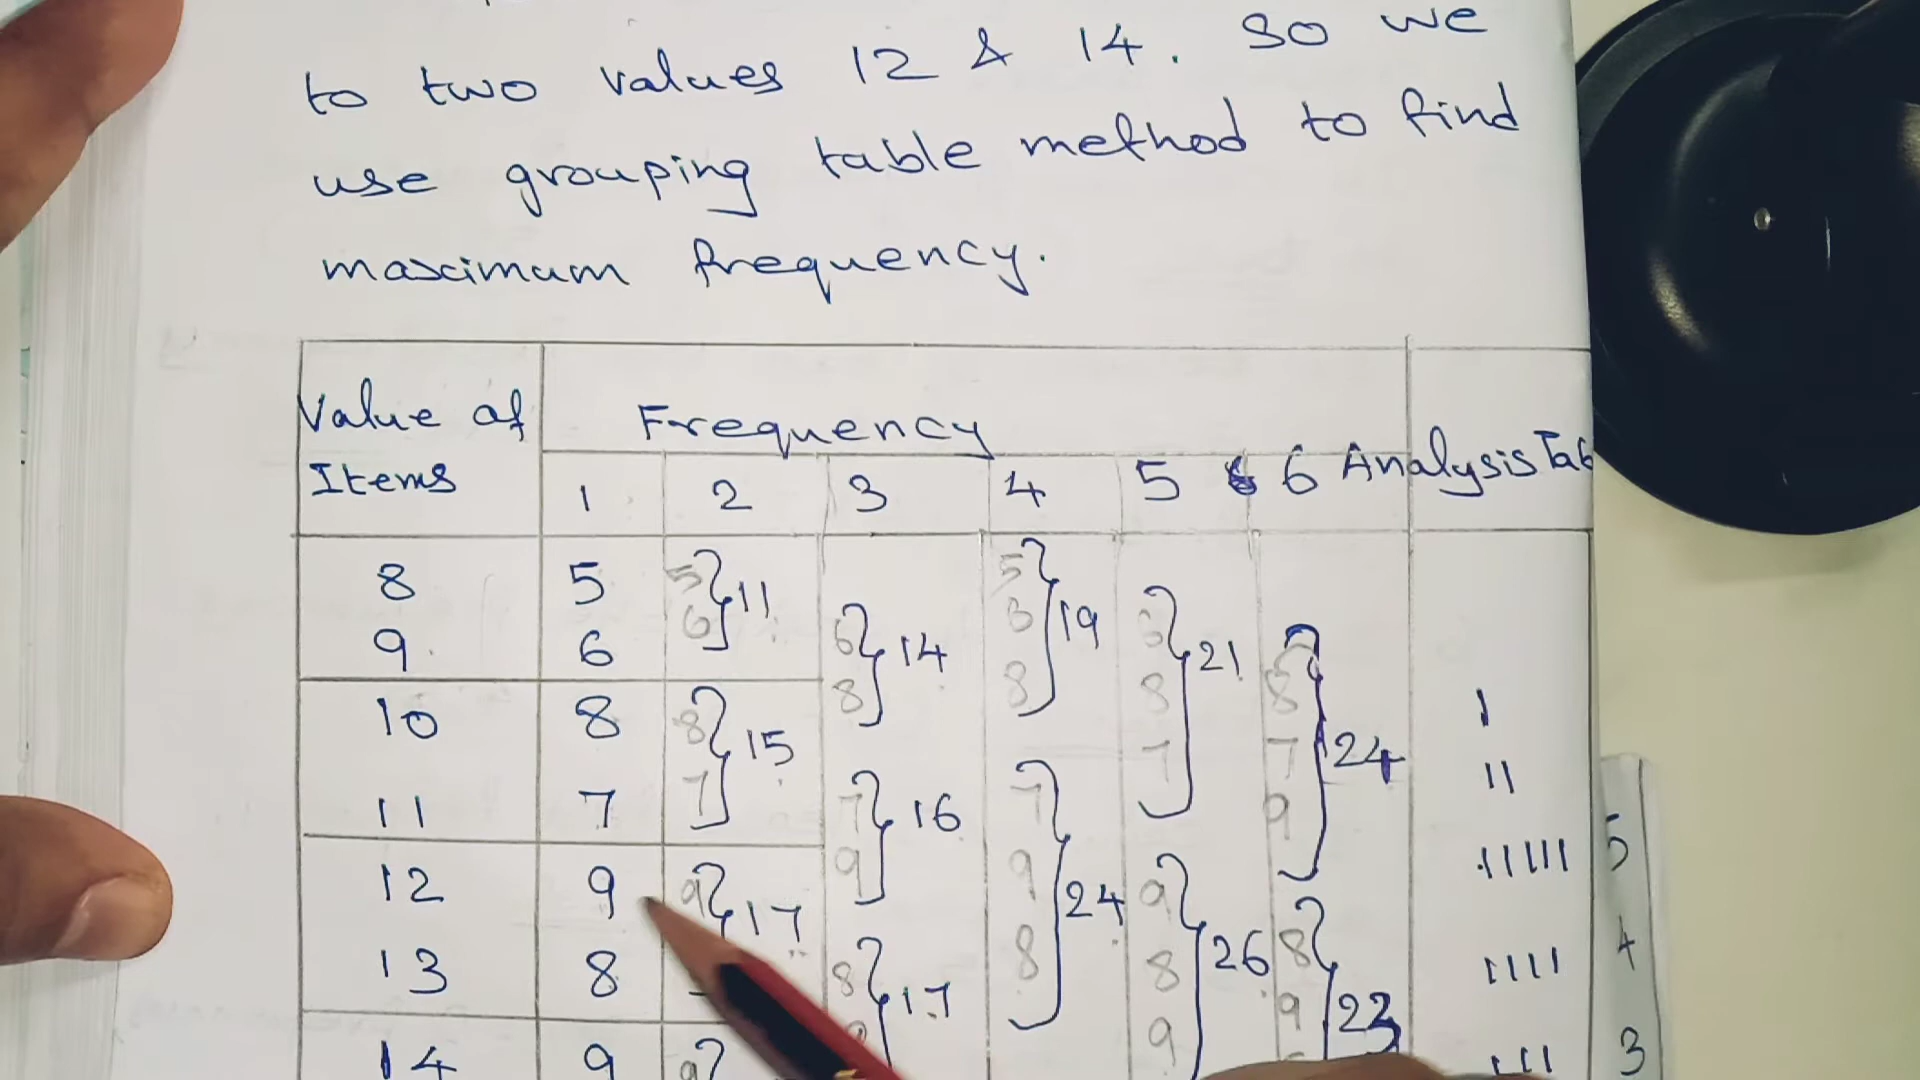 to two values 12 & 14. So we
use grouping table method to find
maximum frequency.
Value of Items
Frequency
Analysis Tab
1 2 3 4 5 6
8 5 5 5
9 6 6 11 6 14 19 21
10 8 8 8 8 8 8 1
11 7 7 15 7 16 7 7 7 24 11
12 9 9 17 9 9 24 9 9 11111 5
13 8 8 17 8 8 26 8 1111 4
14 9 9 9 9 23 111 3